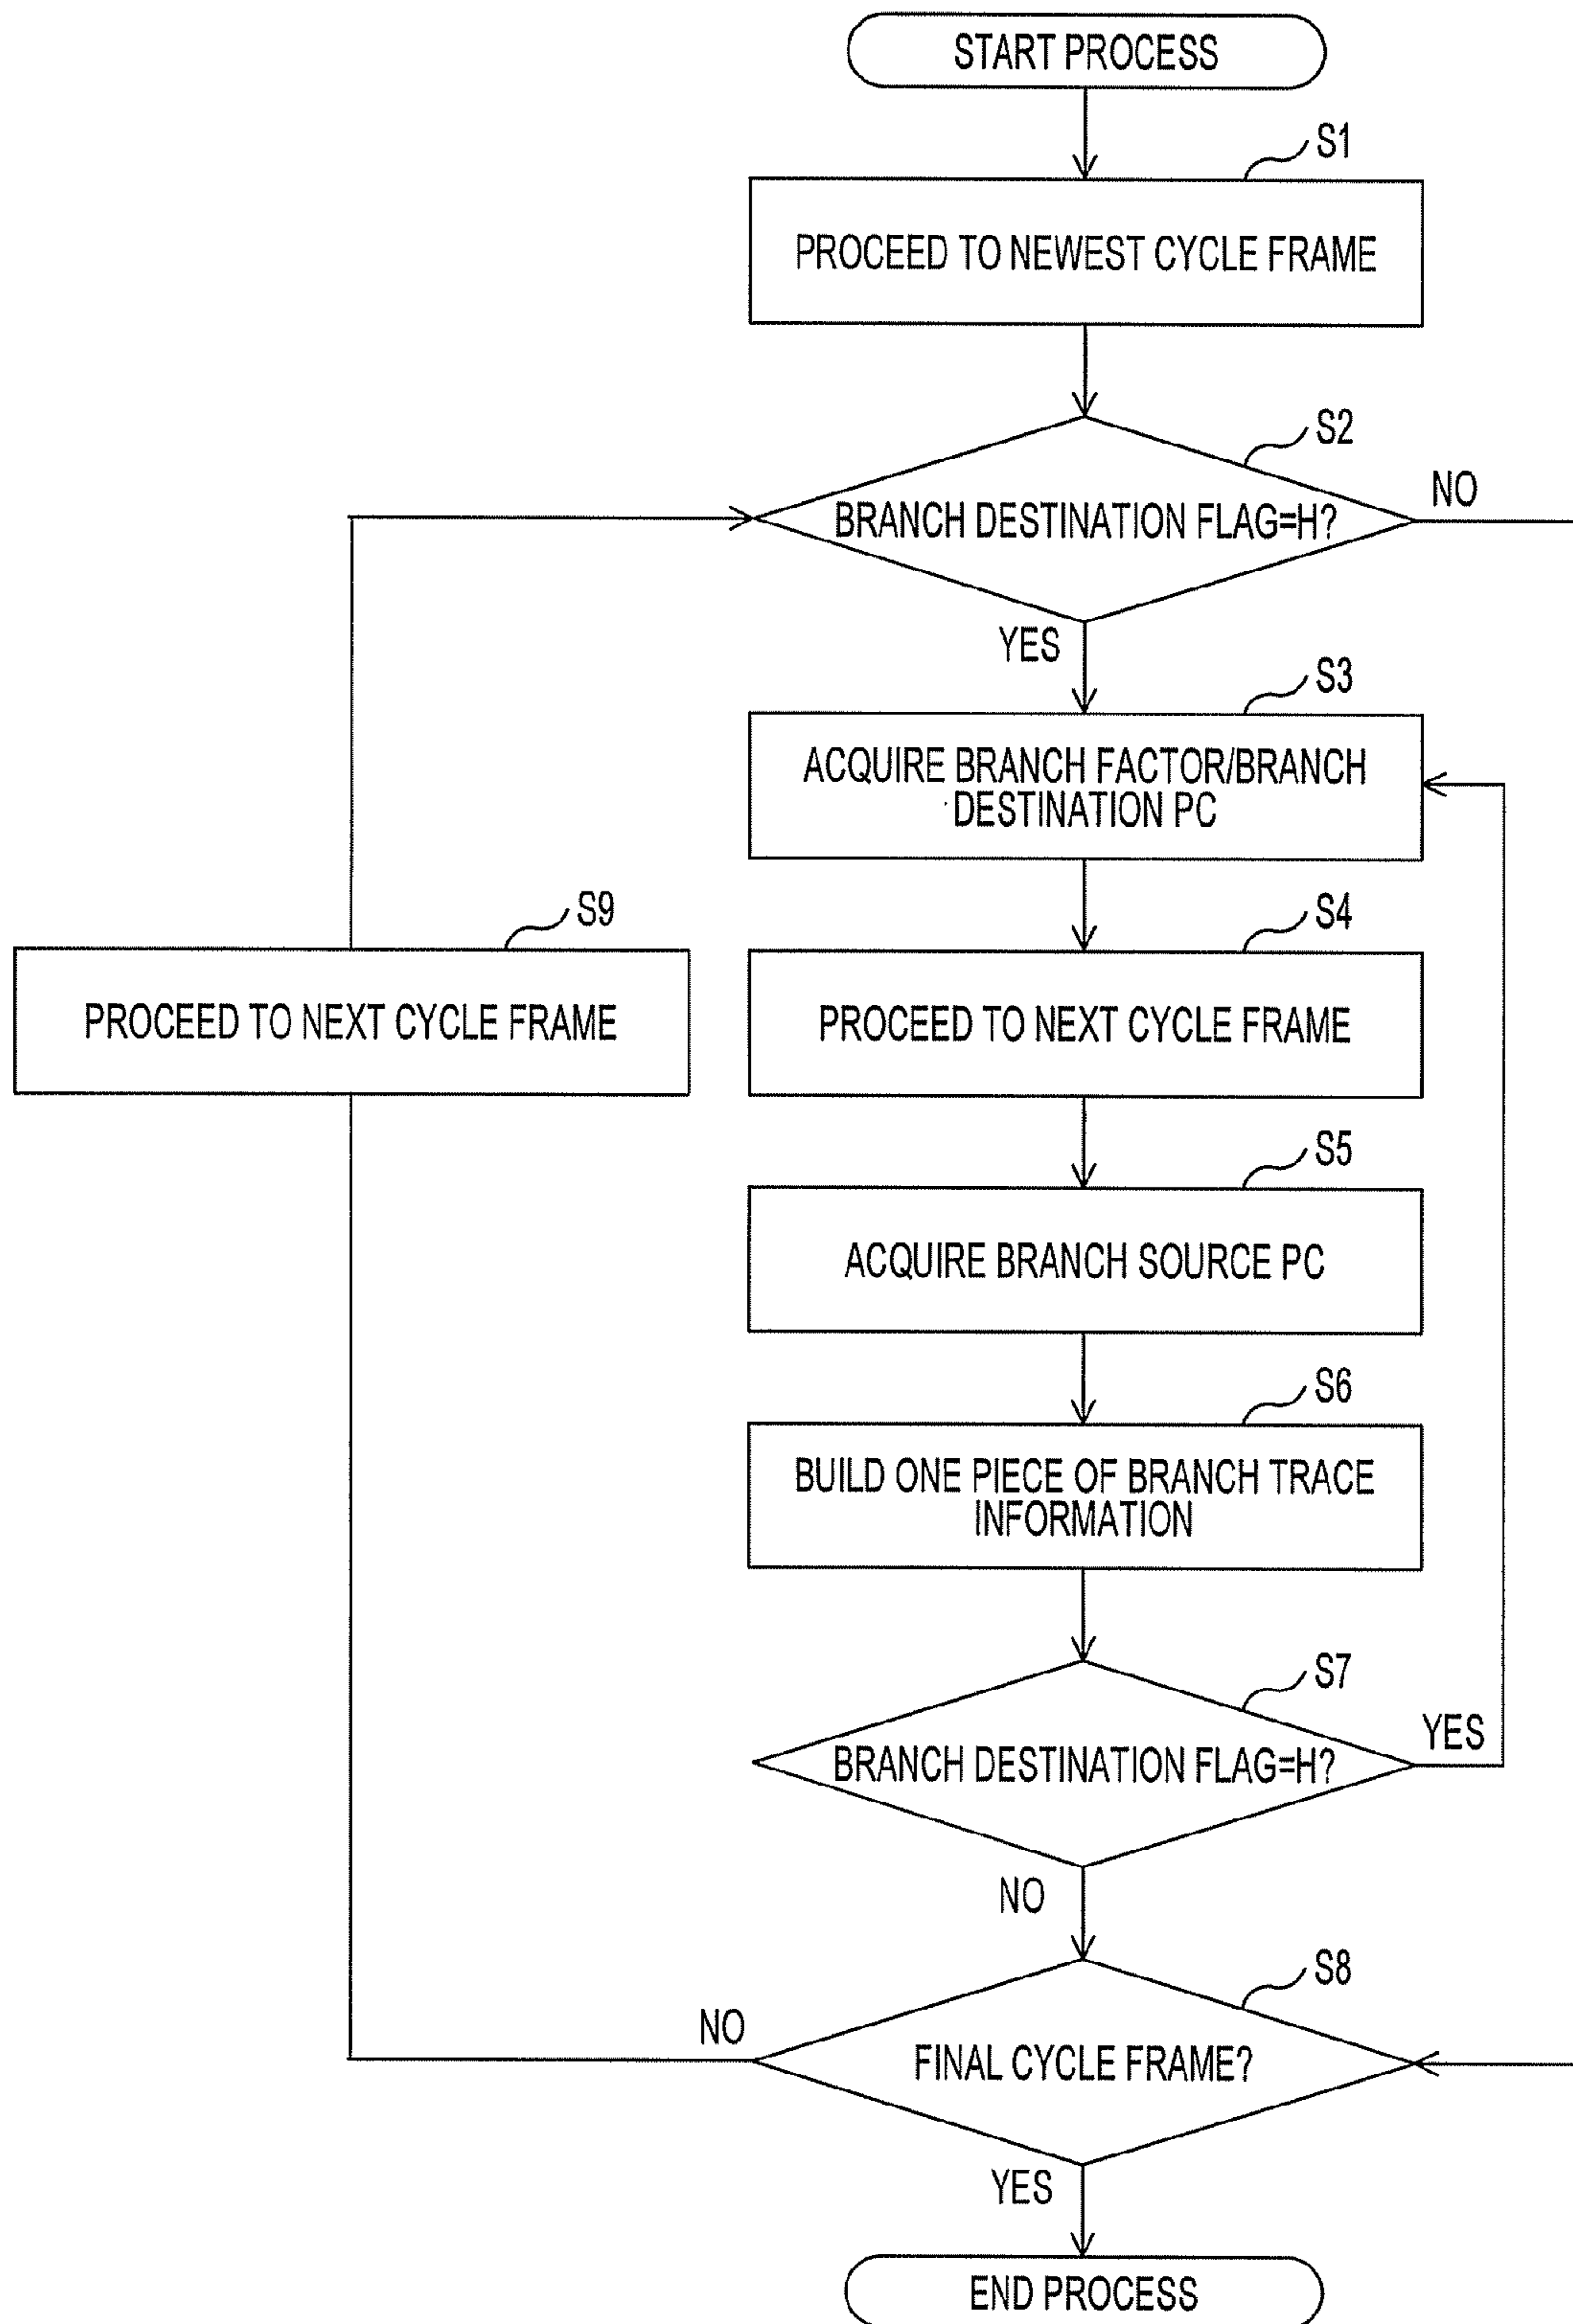 START PROCESS
S1
PROCEED TO NEWEST CYCLE FRAME
S2
BRANCH DESTINATION FLAG=H?
NO
YES
S3
ACQUIRE BRANCH FACTOR/BRANCH
DESTINATION PC
S9
PROCEED TO NEXT CYCLE FRAME
S4
PROCEED TO NEXT CYCLE FRAME
S5
ACQUIRE BRANCH SOURCE PC
S6
BUILD ONE PIECE OF BRANCH TRACE
INFORMATION
S7
BRANCH DESTINATION FLAG=H?
YES
NO
S8
FINAL CYCLE FRAME?
NO
YES
END PROCESS